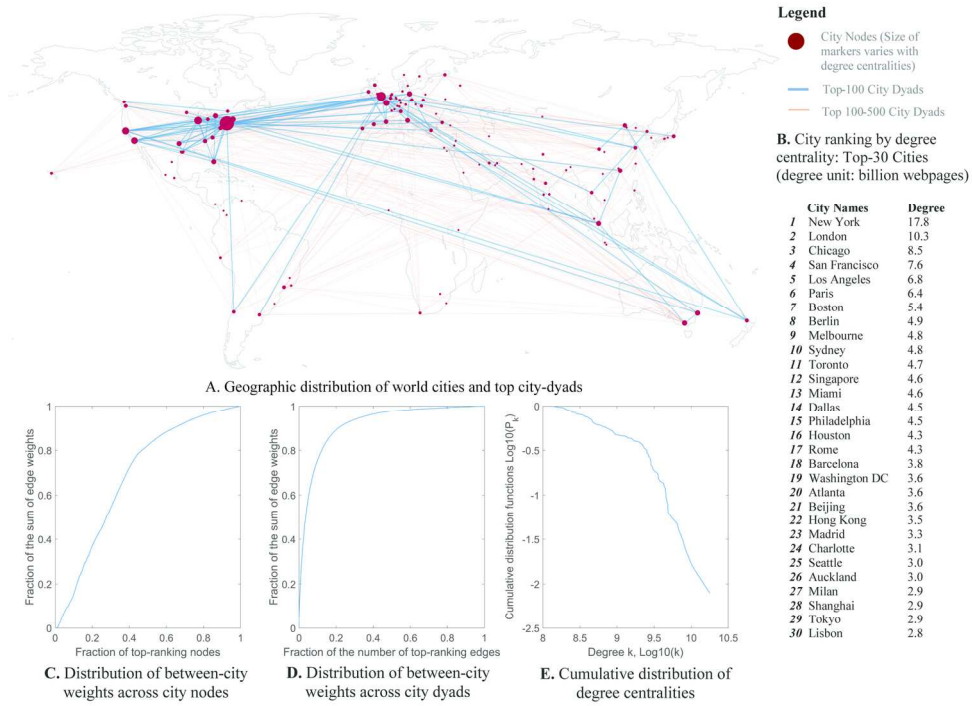 Legend
City Nodes (Size of
markers varies with
degree centralities)
Top-100 City Dyads
Top 100-500 City Dyads
B. City ranking by degree
centrality: Top-30 Cities
(degree unit: billion webpages)
City Names Degree
1 New York 17.8
2 London 10.3
3 Chicago 8.5
4 San Francisco 7.6
5 Los Angeles 6.8
6 Paris 6.4
7 Boston 5.4
8 Berlin 4.9
9 Melbourne 4.8
10 Sydney 4.8
11 Toronto 4.7
12 Singapore 4.6
13 Miami 4.6
14 Dallas 4.5
15 Philadelphia 4.5
16 Houston 4.3
17 Rome 4.3
18 Barcelona 3.8
19 Washington DC 3.6
20 Atlanta 3.6
21 Beijing 3.6
22 Hong Kong 3.5
23 Madrid 3.3
24 Charlotte 3.1
25 Seattle 3.0
26 Auckland 3.0
27 Milan 2.9
28 Shanghai 2.9
29 Tokyo 2.9
30 Lisbon 2.8
A. Geographic distribution of world cities and top city-dyads
Fraction of the sum of edge weights
1
0.8
0.6
0.4
0.2
0
0 0.2 0.4 0.6 0.8 1
Fraction of top-ranking nodes
C. Distribution of between-city
weights across city nodes
Fraction of the sum of edge weights
1
0.8
0.6
0.4
0.2
0
0 0.2 0.4 0.6 0.8 1
Fraction of the number of top-ranking edges
D. Distribution of between-city
weights across city dyads
Cumulative distribution functions Log10(P_k)
0
-0.5
-1
-1.5
-2
-2.5
8 8.5 9 9.5 10 10.5
Degree k, Log10(k)
E. Cumulative distribution of
degree centralities